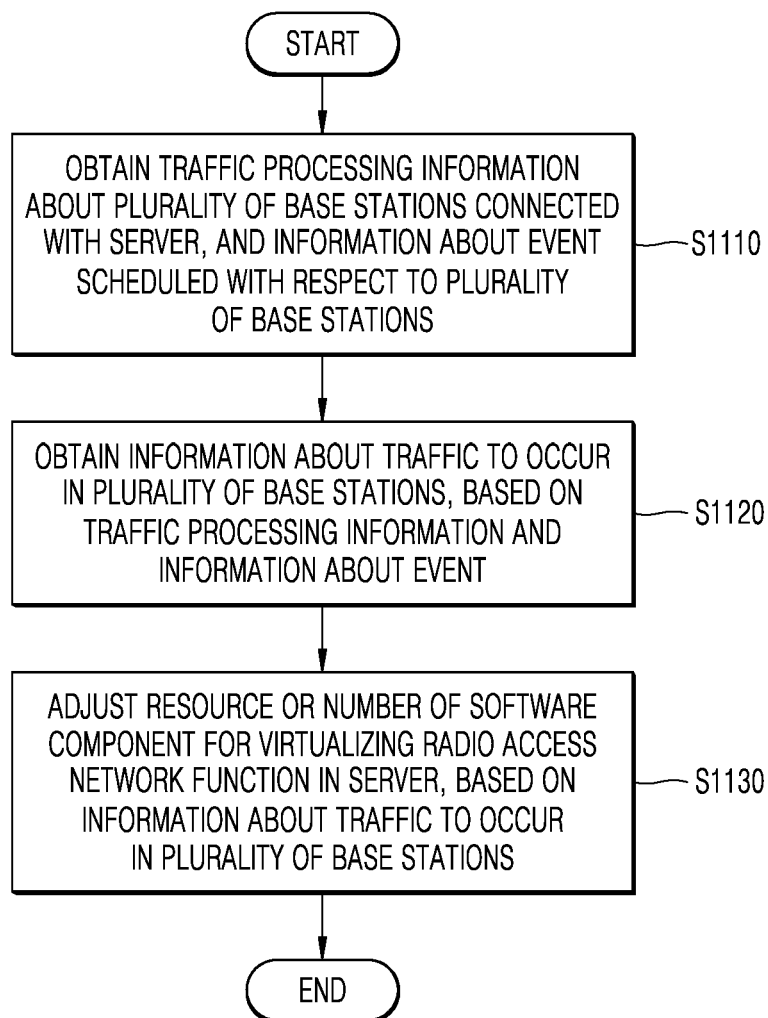 START
OBTAIN TRAFFIC PROCESSING INFORMATION
ABOUT PLURALITY OF BASE STATIONS CONNECTED
WITH SERVER, AND INFORMATION ABOUT EVENT
SCHEDULED WITH RESPECT TO PLURALITY
OF BASE STATIONS
S1110
OBTAIN INFORMATION ABOUT TRAFFIC TO OCCUR
IN PLURALITY OF BASE STATIONS, BASED ON
TRAFFIC PROCESSING INFORMATION AND
INFORMATION ABOUT EVENT
S1120
ADJUST RESOURCE OR NUMBER OF SOFTWARE
COMPONENT FOR VIRTUALIZING RADIO ACCESS
NETWORK FUNCTION IN SERVER, BASED ON
INFORMATION ABOUT TRAFFIC TO OCCUR
IN PLURALITY OF BASE STATIONS
S1130
END